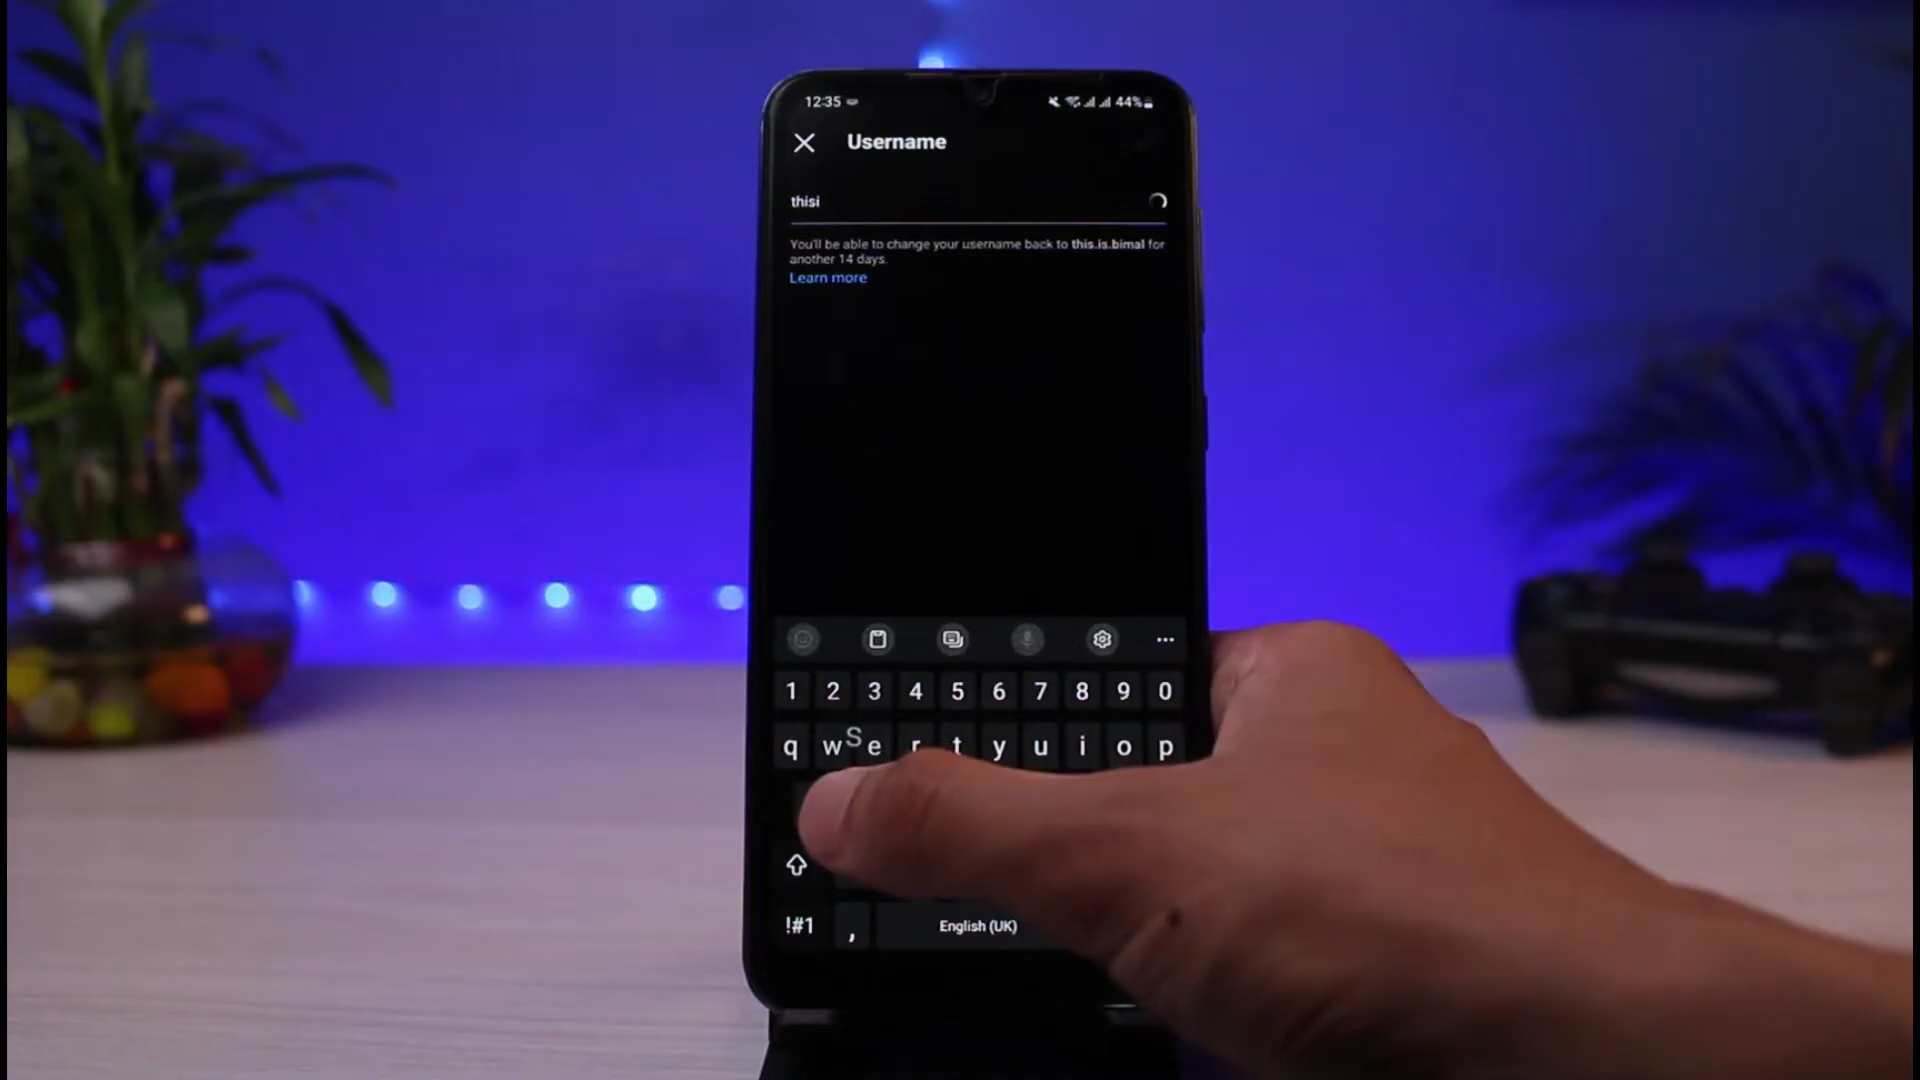 12:35 44%
Username
thisi
You'll be able to change your username back to this.is.bimal for
another 14 days.
Learn more
1 2 3 4 5 6 7 8 9 0
q w S e r t y u i o p
!#1 , English (UK)